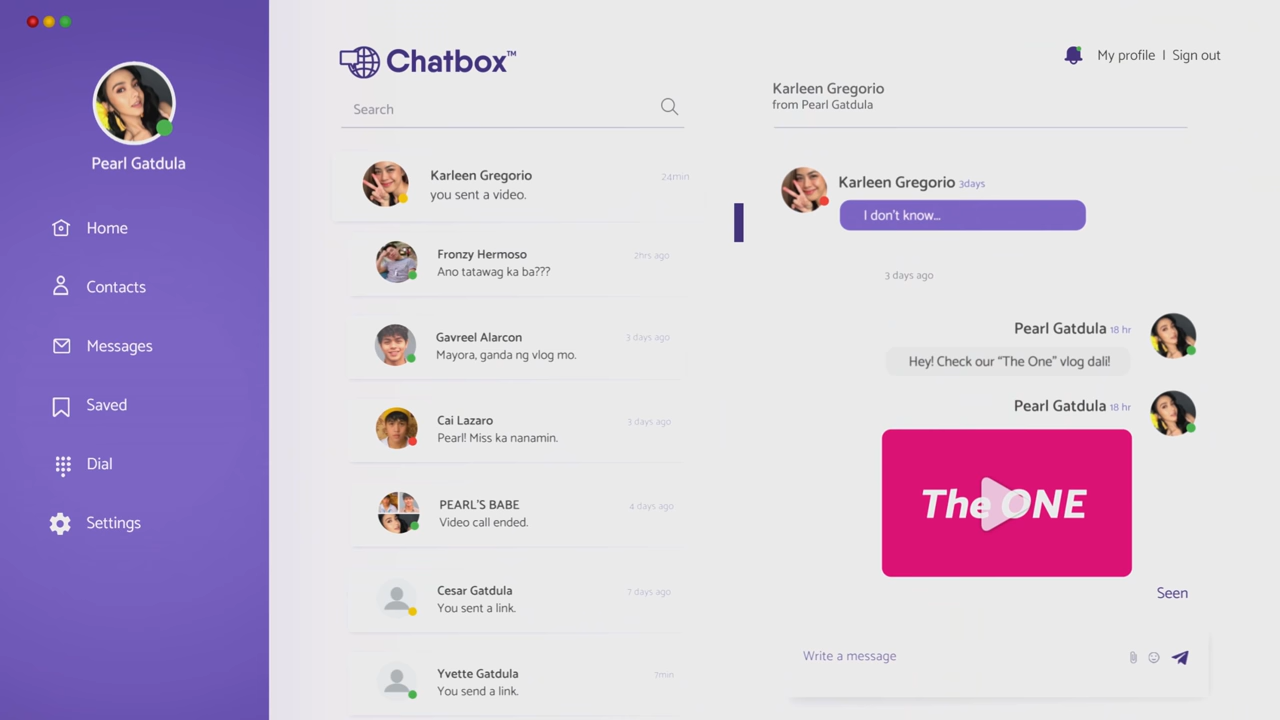 Pearl Gatdula
Home
Contacts
Messages
Saved
Dial
Settings
Chatbox™
Search
Karleen Gregorio
24min
you sent a video.
Fronzy Hermoso
2hrs ago
Ano tatawag ka ba???
Gavreel Alarcon
3 days ago
Mayora, ganda ng vlog mo.
Cai Lazaro
3 days ago
Pearl! Miss ka nanamin.
PEARL'S BABE
4 days ago
Video call ended.
Cesar Gatdula
7 days ago
You sent a link.
Yvette Gatdula
7min
You send a link.
My profile | Sign out
Karleen Gregorio
from Pearl Gatdula
Karleen Gregorio 3days
I don't know...
3 days ago
Pearl Gatdula 18 hr
Hey! Check our “The One” vlog dali!
Pearl Gatdula 18 hr
The ONE
Seen
Write a message